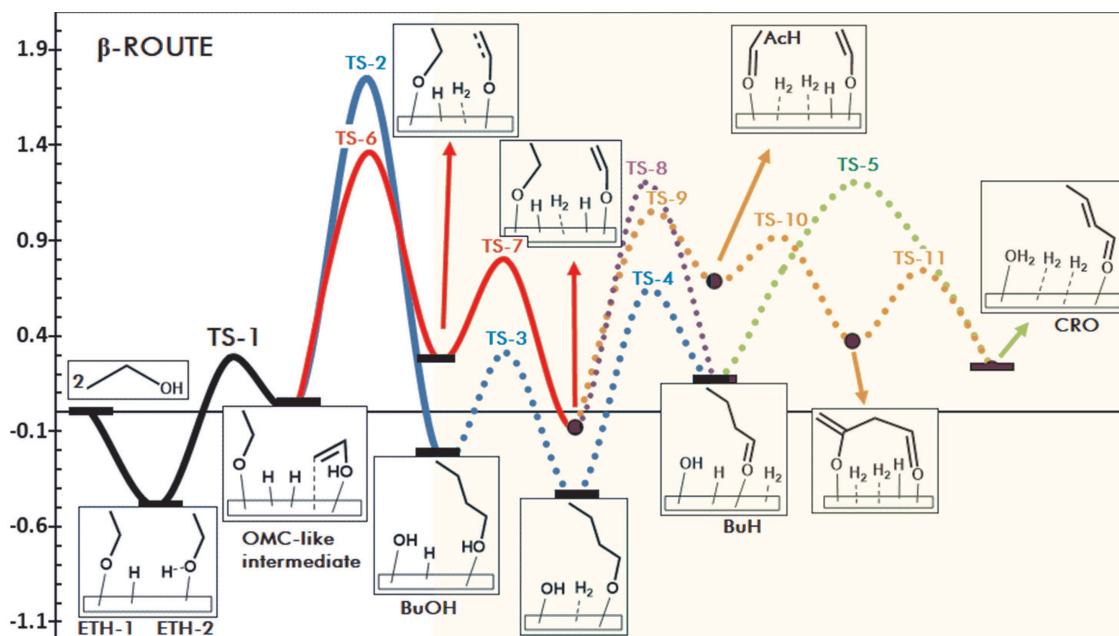 β-ROUTE
1.9
1.4
0.9
0.4
-0.1
-0.6
-1.1
TS-2
TS-6
TS-1
TS-7
TS-3
TS-8
TS-9
TS-4
TS-10
TS-5
TS-11
2 OH
O H H₂ O
O H H₂ H O
AcH
O H₂ H₂ H O
OH₂ H₂ H₂ O
CRO
O H H O
ETH-1 ETH-2
O H H HO
OMC-like
intermediate
OH H HO
BuOH
OH H₂ O
OH H O H₂
BuH
O H₂ H₂ H O